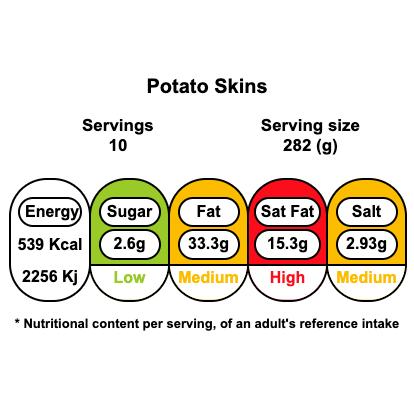 Potato Skins
Servings Serving size
10 282 (g)
Energy Sugar Fat Sat Fat Salt
539 Kcal 2.6g 33.3g 15.3g 2.93g
2256 Kj Low Medium High Medium
* Nutritional content per serving, of an adult's reference intake